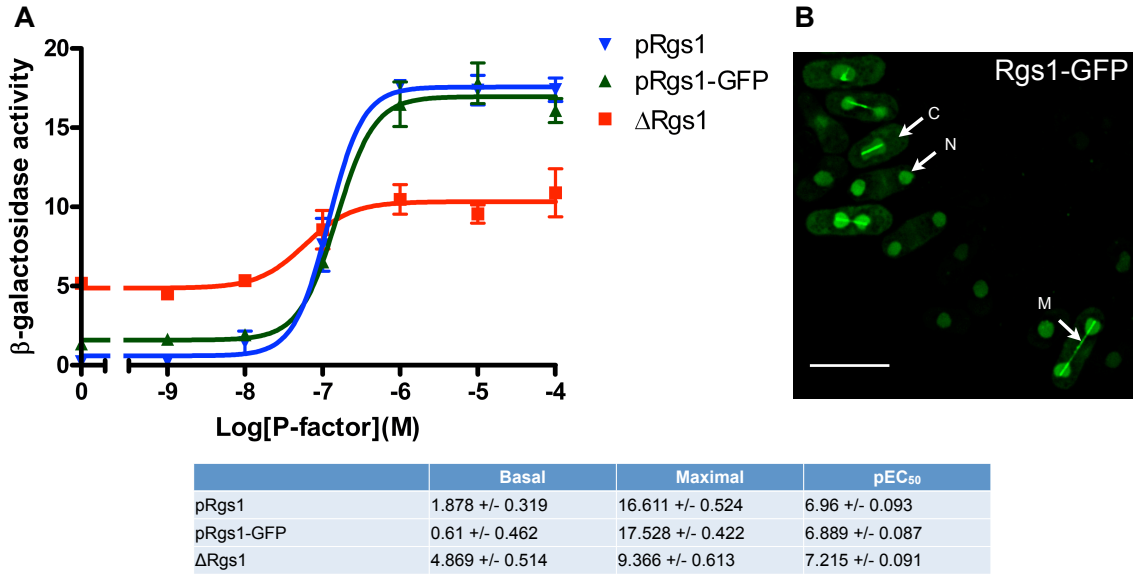 A
β-galactosidase activity
20
15
10
5
0
0 -9 -8 -7 -6 -5 -4
Log[P-factor](M)
pRgs1
pRgs1-GFP
ΔRgs1
B
Rgs1-GFP
C
N
M
Basal Maximal pEC₅₀
pRgs1 1.878 +/- 0.319 16.611 +/- 0.524 6.96 +/- 0.093
pRgs1-GFP 0.61 +/- 0.462 17.528 +/- 0.422 6.889 +/- 0.087
ΔRgs1 4.869 +/- 0.514 9.366 +/- 0.613 7.215 +/- 0.091